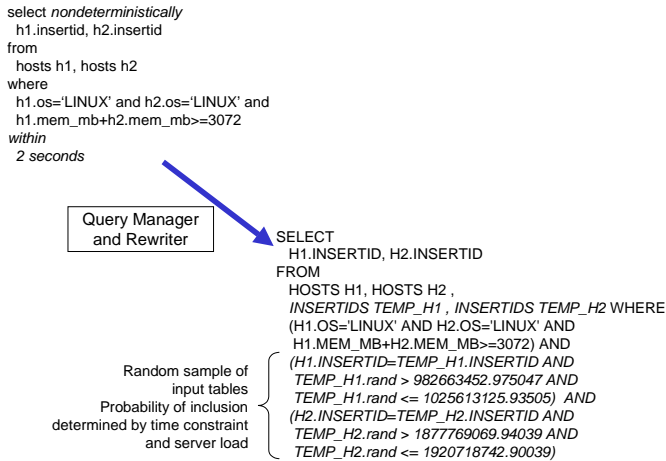 select nondeterministically
h1.insertid, h2.insertid
from
hosts h1, hosts h2
where
h1.os=‘LINUX’ and h2.os=‘LINUX’ and
h1.mem_mb+h2.mem_mb>=3072
within
2 seconds
Query Manager
and Rewriter
SELECT
H1.INSERTID, H2.INSERTID
FROM
HOSTS H1, HOSTS H2 ,
INSERTIDS TEMP_H1 , INSERTIDS TEMP_H2 WHERE
(H1.OS='LINUX' AND H2.OS='LINUX' AND
H1.MEM_MB+H2.MEM_MB>=3072) AND
(H1.INSERTID=TEMP_H1.INSERTID AND
TEMP_H1.rand > 982663452.975047 AND
TEMP_H1.rand <= 1025613125.93505) AND
(H2.INSERTID=TEMP_H2.INSERTID AND
TEMP_H2.rand > 1877769069.94039 AND
TEMP_H2.rand <= 1920718742.90039)
Random sample of
input tables
Probability of inclusion
determined by time constraint
and server load